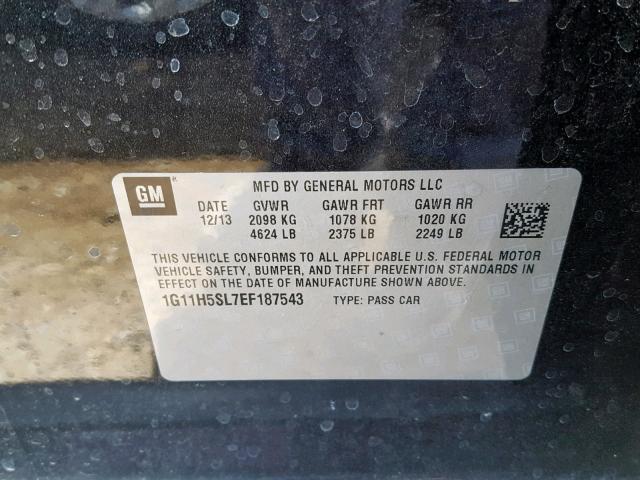 GM
MFD BY GENERAL MOTORS LLC
DATE GVWR GAWR FRT GAWR RR
12/13 2098 KG 1078 KG 1020 KG
4624 LB 2375 LB 2249 LB
THIS VEHICLE CONFORMS TO ALL APPLICABLE U.S. FEDERAL MOTOR
VEHICLE SAFETY, BUMPER, AND THEFT PREVENTION STANDARDS IN
EFFECT ON THE DATE OF MANUFACTURE SHOWN ABOVE.
1G11H5SL7EF187543 TYPE: PASS CAR